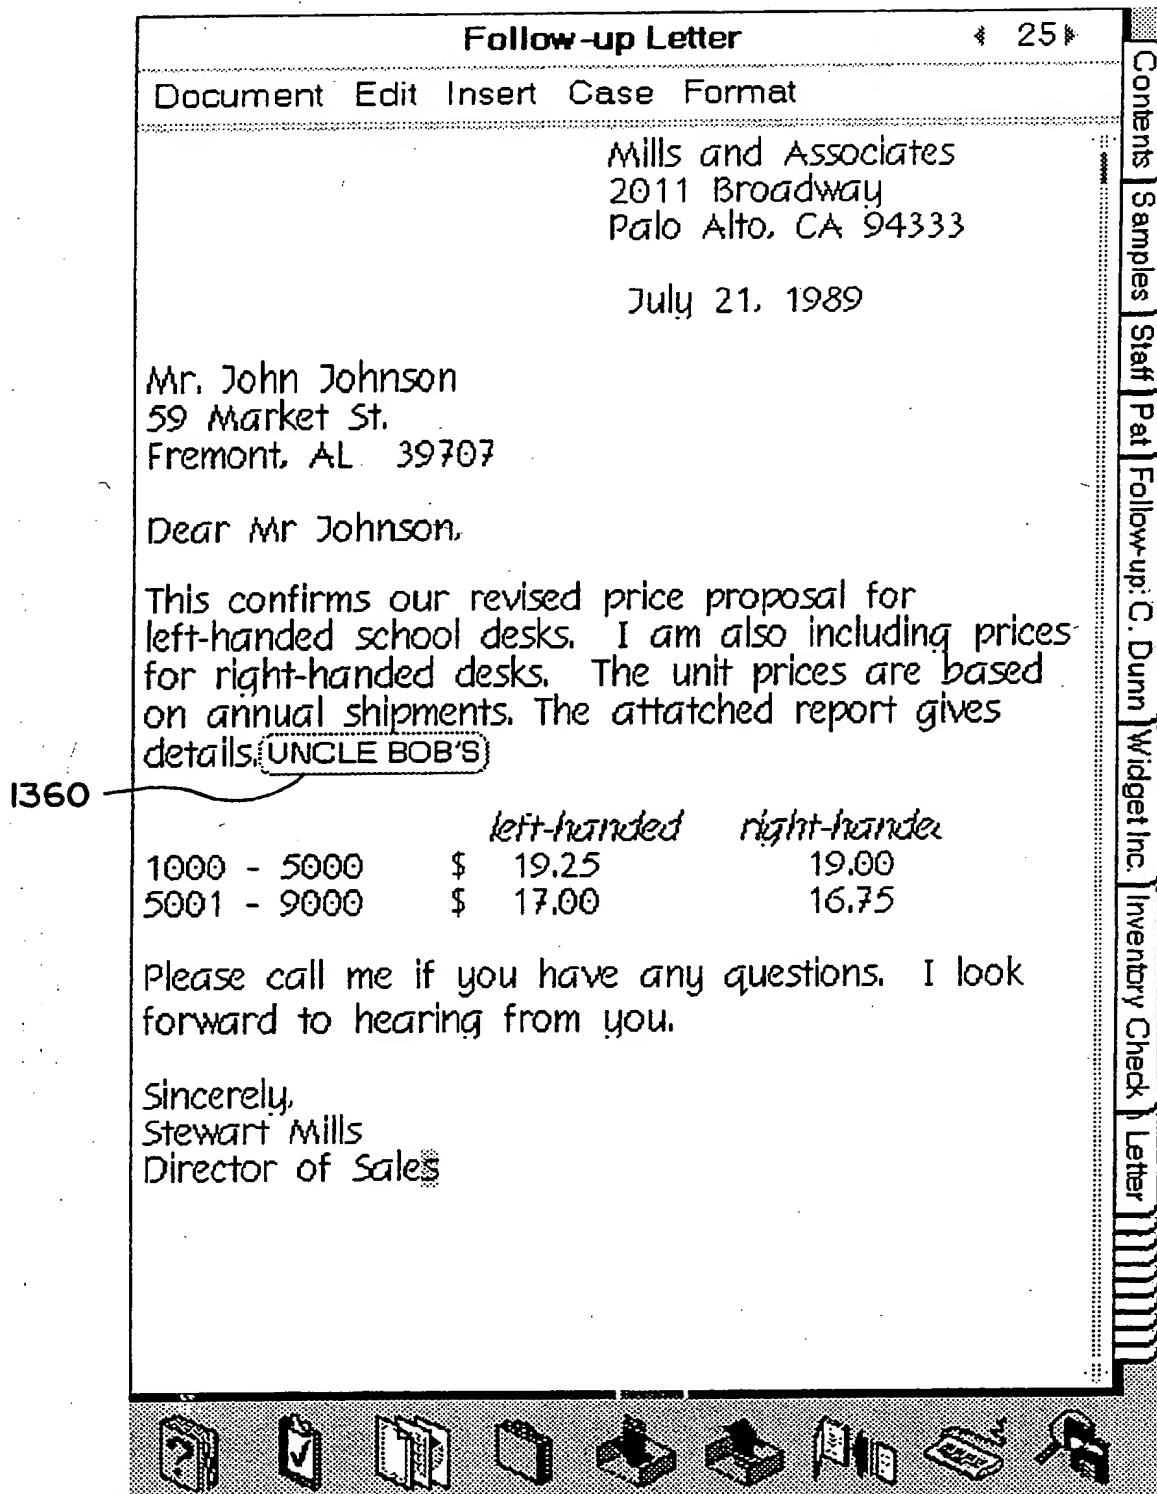 Follow-up Letter 25
Document Edit Insert Case Format
Mills and Associates
2011 Broadway
Palo Alto, CA 94333
July 21, 1989
Mr. John Johnson
59 Market St.
Fremont, AL 39707
Dear Mr Johnson,
This confirms our revised price proposal for
left-handed school desks. I am also including prices
for right-handed desks. The unit prices are based
on annual shipments. The attatched report gives
details. UNCLE BOB'S
1360
left-handed right-hande
1000 - 5000 $ 19.25 19.00
5001 - 9000 $ 17.00 16.75
Please call me if you have any questions. I look
forward to hearing from you.
Sincerely,
Stewart Mills
Director of Sales
Contents
Samples
Staff
Pat
Follow-up: C. Dunn
Widget Inc.
Inventory Check
Letter
?